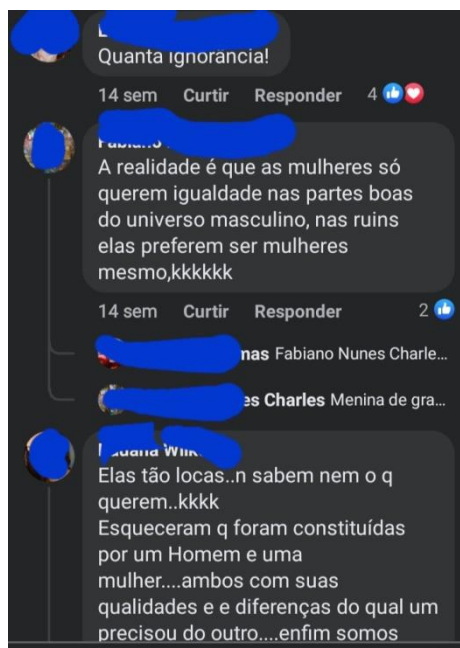 Quanta ignorância!
14 sem Curtir Responder 4
A realidade é que as mulheres só
querem igualdade nas partes boas
do universo masculino, nas ruins
elas preferem ser mulheres
mesmo,kkkkkk
14 sem Curtir Responder 2
mas Fabiano Nunes Charle...
es Charles Menina de gra...
Elas tão locas..n sabem nem o q
querem..kkkk
Esqueceram q foram constituídas
por um Homem e uma
mulher....ambos com suas
qualidades e e diferenças do qual um
precisou do outro....enfim somos